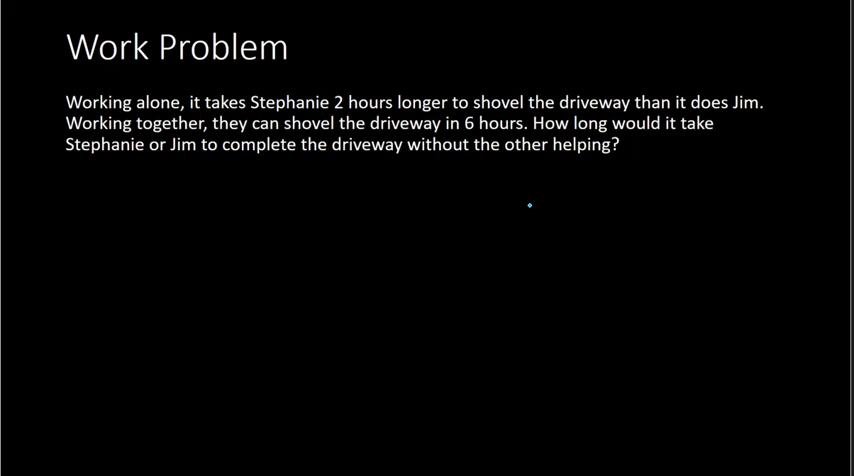 Work Problem
Working alone, it takes Stephanie 2 hours longer to shovel the driveway than it does Jim.
Working together, they can shovel the driveway in 6 hours. How long would it take
Stephanie or Jim to complete the driveway without the other helping?